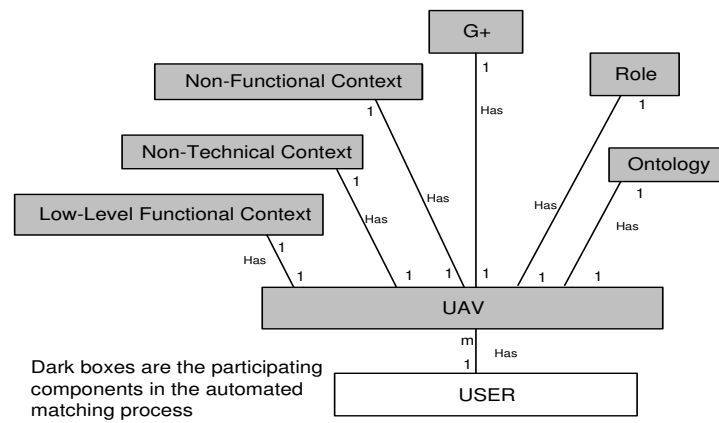 G+
1
Non-Functional Context
Role
1
Has
1
Non-Technical Context
Ontology
1
1
Low-Level Functional Context
Has
Has
Has
Has
1
Has
1
1
1
1
1
1
UAV
m
Has
Dark boxes are the participating
components in the automated
matching process
1
USER